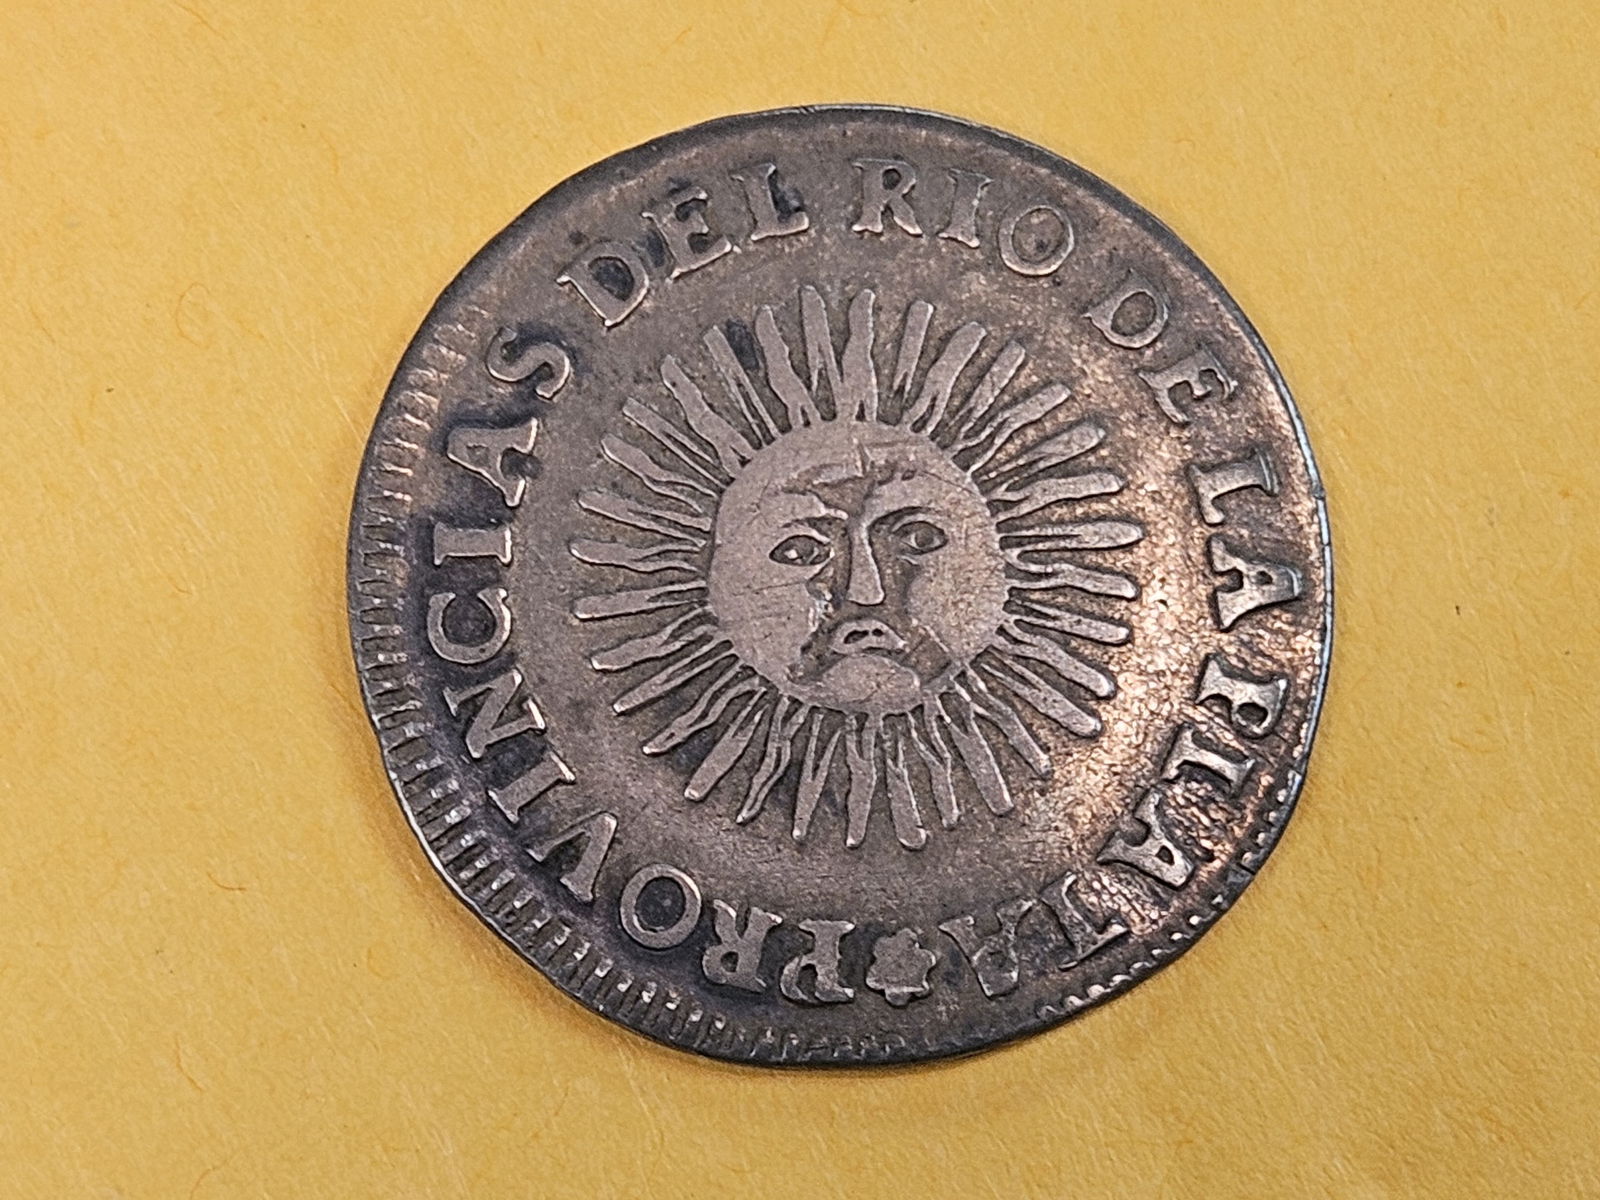 PROVINCIAS DEL RIO DE LA PLATA